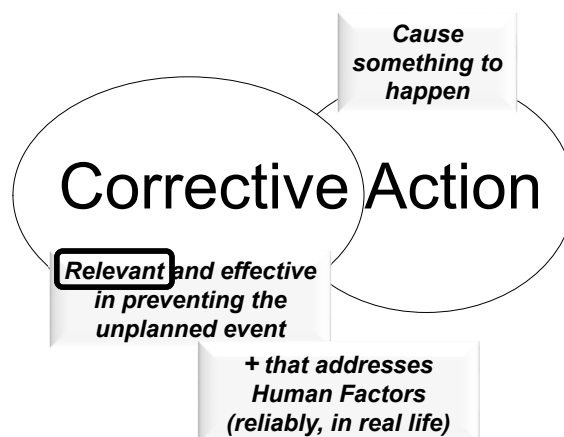 Cause
something to
happen
Corrective Action
Relevant and effective
in preventing the
unplanned event
+ that addresses
Human Factors
(reliably, in real life)